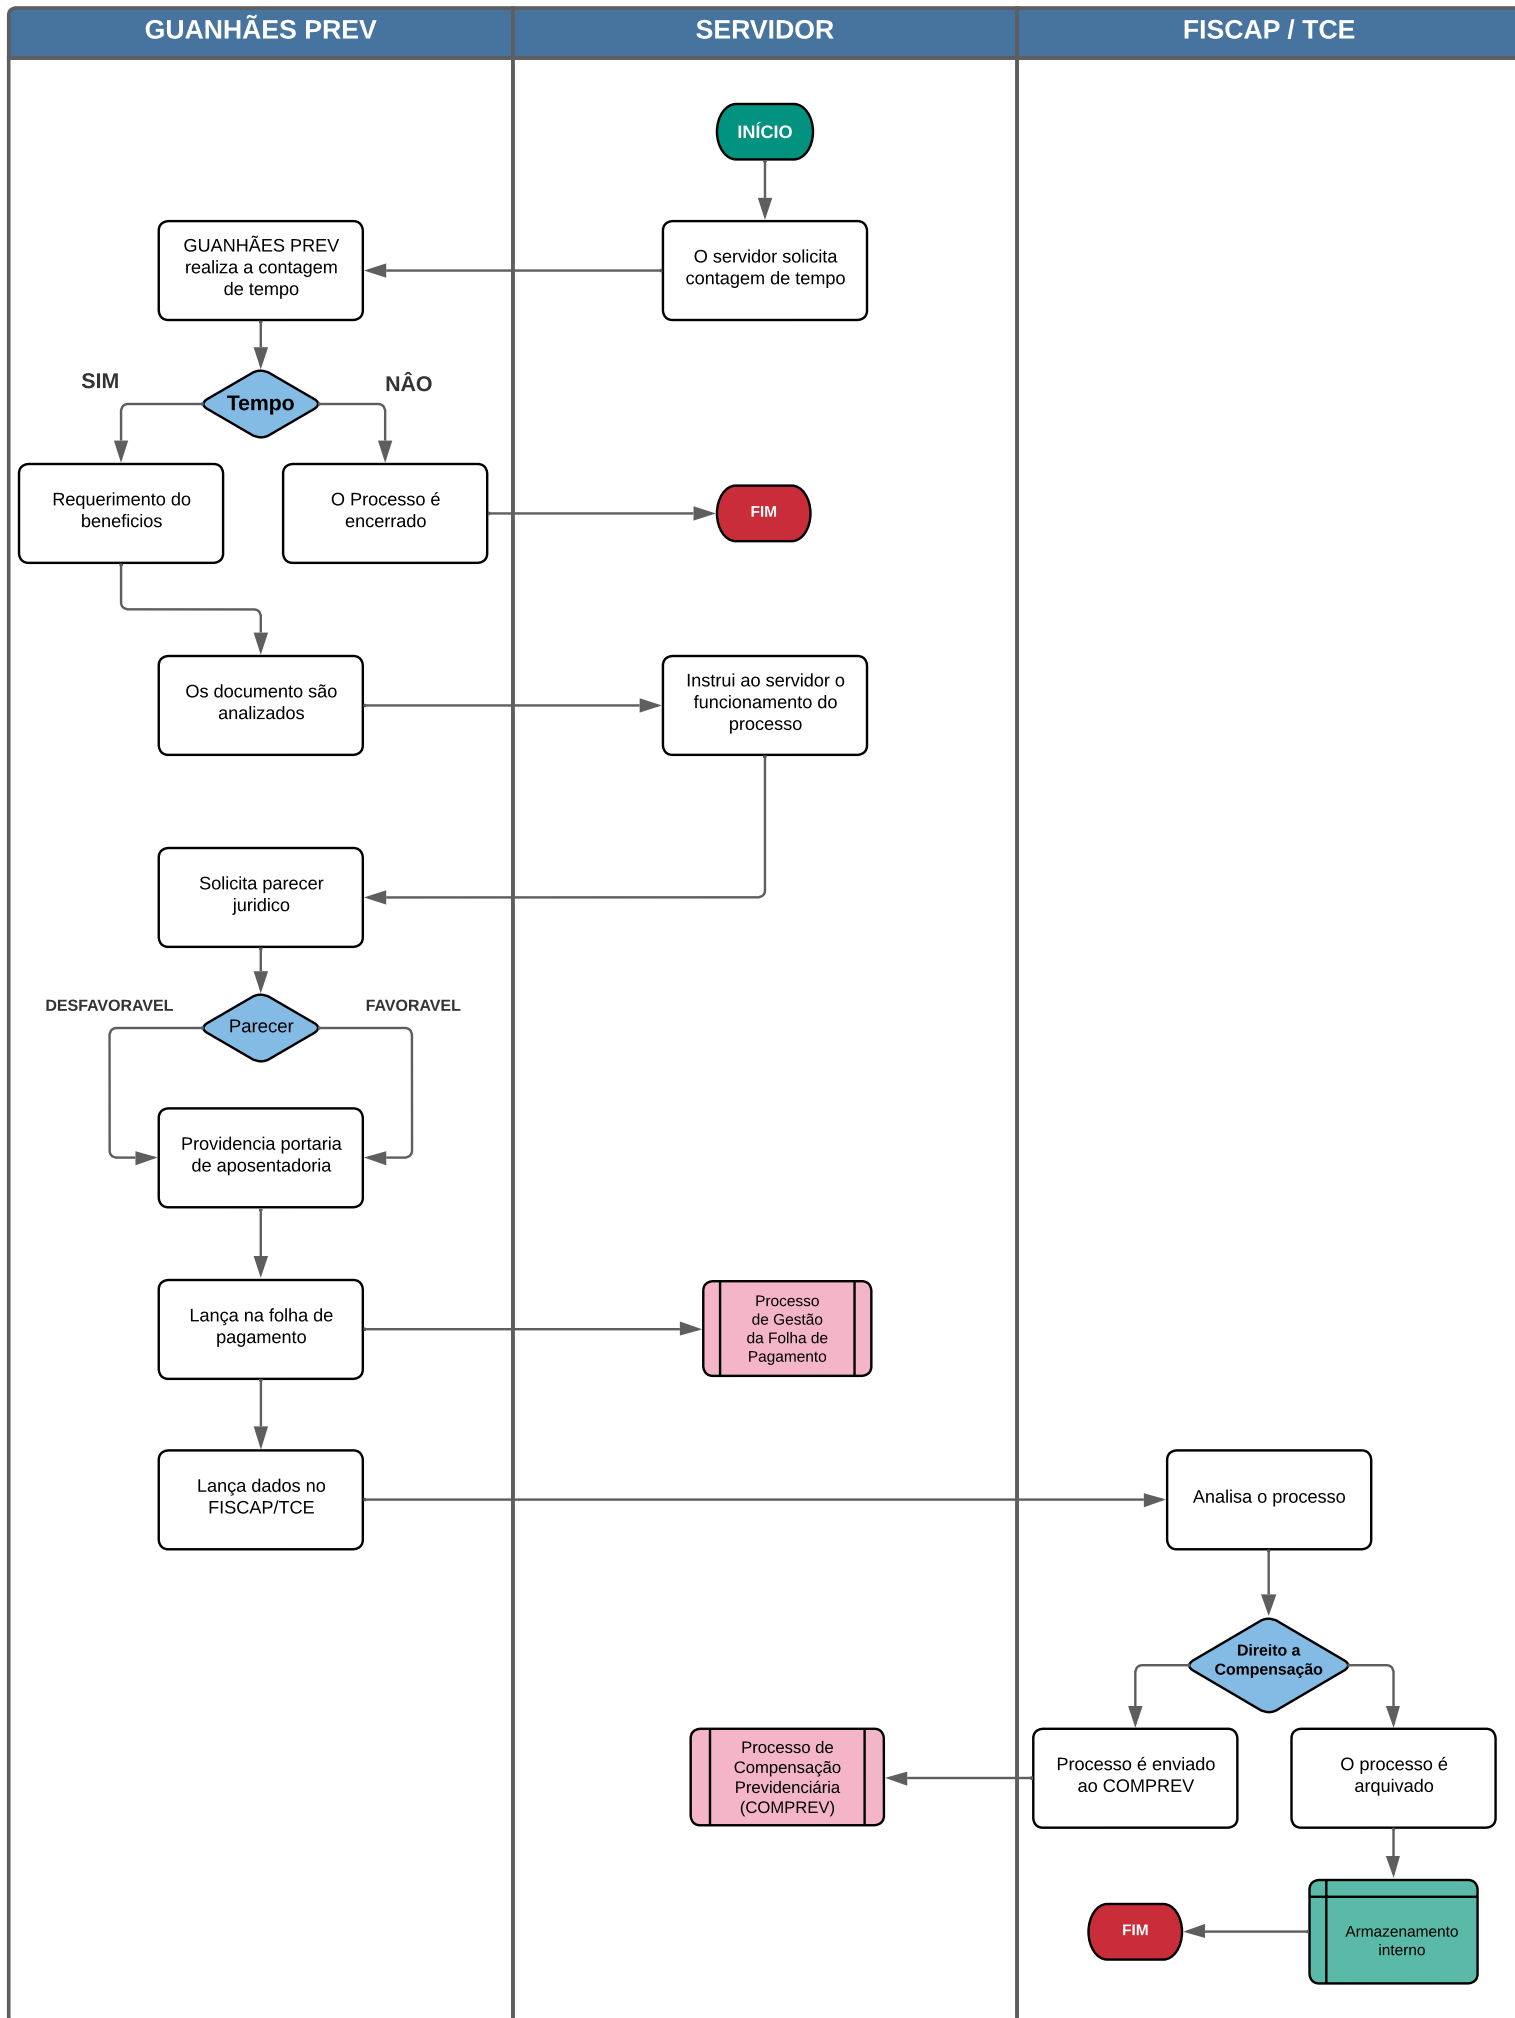 GUANHÃES PREV
SERVIDOR
FISCAP / TCE
INÍCIO
GUANHÃES PREV
realiza a contagem
de tempo
O servidor solicita
contagem de tempo
SIM
NÂO
Tempo
Requerimento do
beneficios
O Processo é
encerrado
FIM
Os documento são
analizados
Instrui ao servidor o
funcionamento do
processo
Solicita parecer
juridico
DESFAVORAVEL
FAVORAVEL
Parecer
Providencia portaria
de aposentadoria
Lança na folha de
pagamento
Processo
de Gestão
da Folha de
Pagamento
Lança dados no
FISCAP/TCE
Analisa o processo
Direito a
Compensação
Processo de
Compensação
Previdenciária
(COMPREV)
Processo é enviado
ao COMPREV
O processo é
arquivado
FIM
Armazenamento
interno